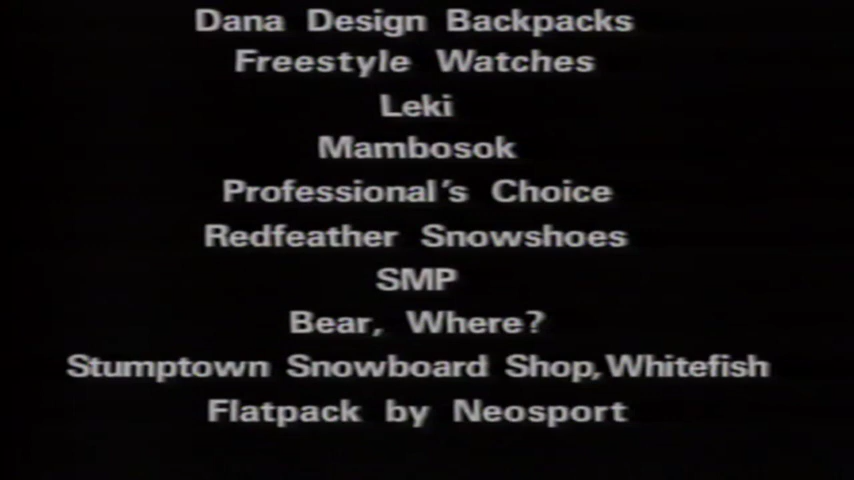 Dana Design Backpacks
Freestyle Watches
Leki
Mambosok
Professional's Choice
Redfeather Snowshoes
SMP
Bear, Where?
Stumptown Snowboard Shop, Whitefish
Flatpack by Neosport